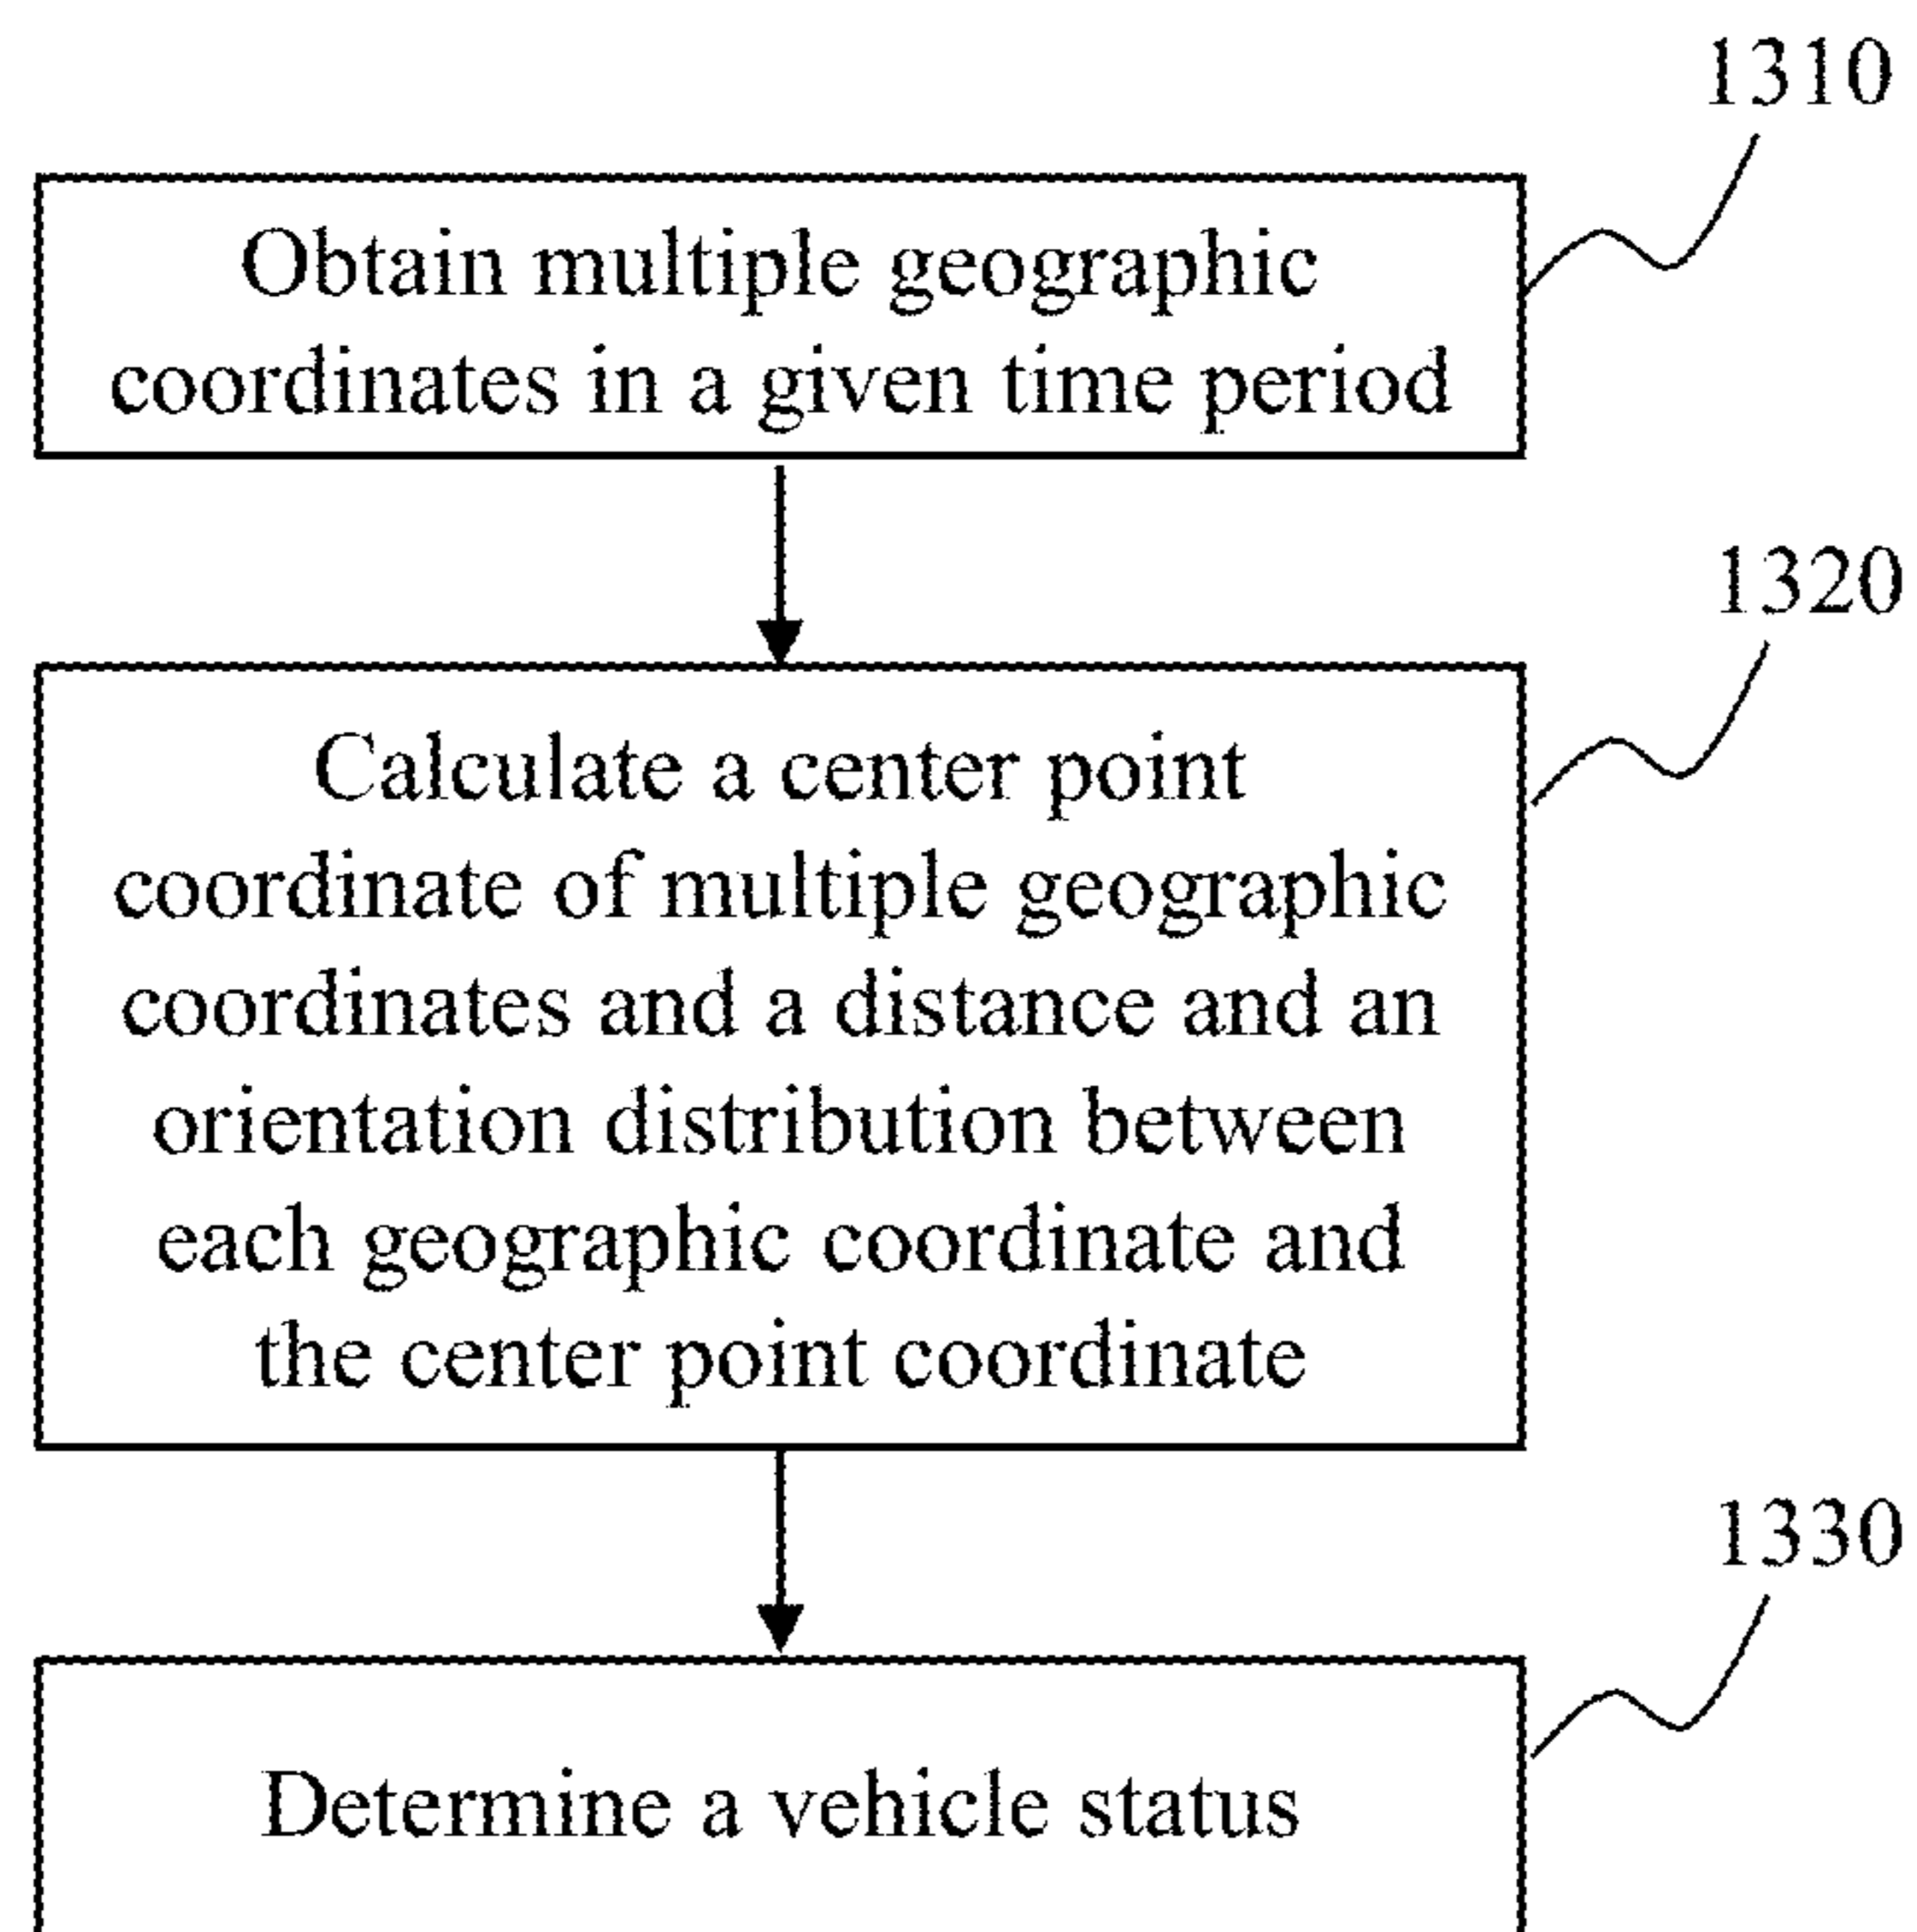 1310
Obtain multiple geographic
coordinates in a given time period
1320
Calculate a center point
coordinate of multiple geographic
coordinates and a distance and an
orientation distribution between
each geographic coordinate and
the center point coordinate
1330
Determine a vehicle status